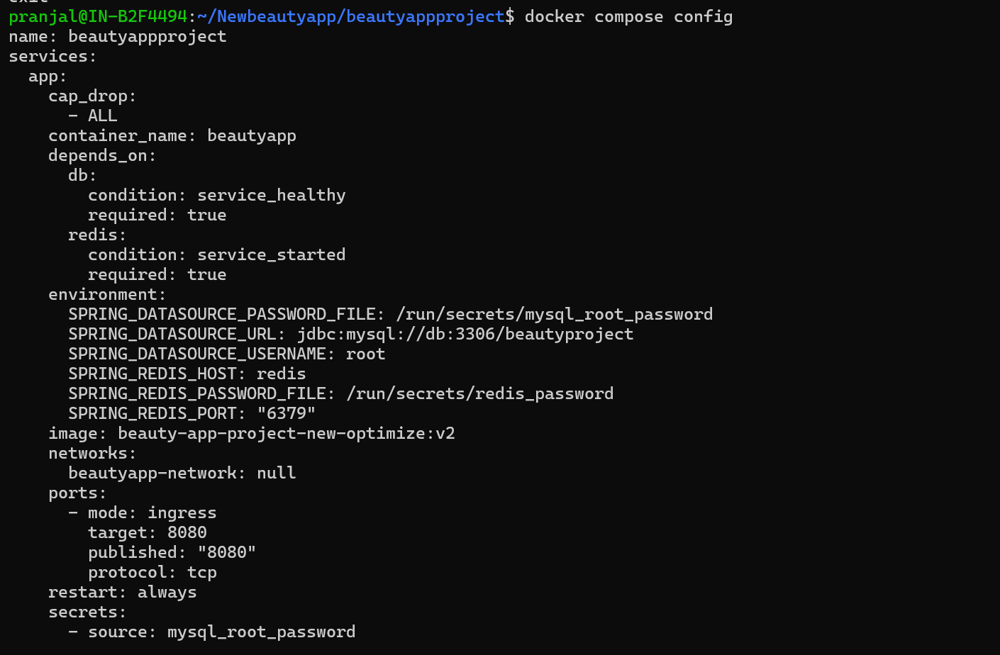 exit
pranjal@IN-B2F4494:~/Newbeautyapp/beautyappproject$ docker compose config
name: beautyappproject
services:
  app:
    cap_drop:
      - ALL
    container_name: beautyapp
    depends_on:
      db:
        condition: service_healthy
        required: true
      redis:
        condition: service_started
        required: true
    environment:
      SPRING_DATASOURCE_PASSWORD_FILE: /run/secrets/mysql_root_password
      SPRING_DATASOURCE_URL: jdbc:mysql://db:3306/beautyproject
      SPRING_DATASOURCE_USERNAME: root
      SPRING_REDIS_HOST: redis
      SPRING_REDIS_PASSWORD_FILE: /run/secrets/redis_password
      SPRING_REDIS_PORT: "6379"
    image: beauty-app-project-new-optimize:v2
    networks:
      beautyapp-network: null
    ports:
      - mode: ingress
        target: 8080
        published: "8080"
        protocol: tcp
    restart: always
    secrets:
      - source: mysql_root_password